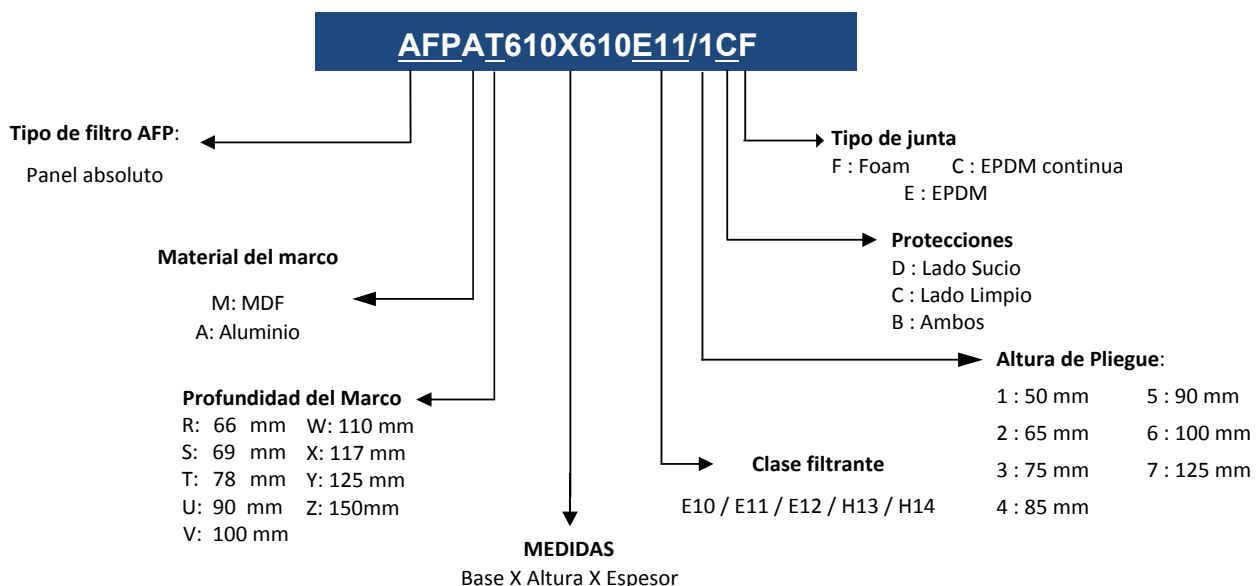 AFPAT610X610E11/1CF
Tipo de filtro AFP:
Panel absoluto
Tipo de junta
F : Foam C : EPDM continua
E : EPDM
Protecciones
D : Lado Sucio
C : Lado Limpio
B : Ambos
Material del marco
M: MDF
A: Aluminio
Altura de Pliegue:
1 : 50 mm 5 : 90 mm
2 : 65 mm 6 : 100 mm
3 : 75 mm 7 : 125 mm
4 : 85 mm
Profundidad del Marco
R: 66 mm W: 110 mm
S: 69 mm X: 117 mm
T: 78 mm Y: 125 mm
U: 90 mm Z: 150mm
V: 100 mm
Clase filtrante
E10 / E11 / E12 / H13 / H14
MEDIDAS
Base X Altura X Espesor